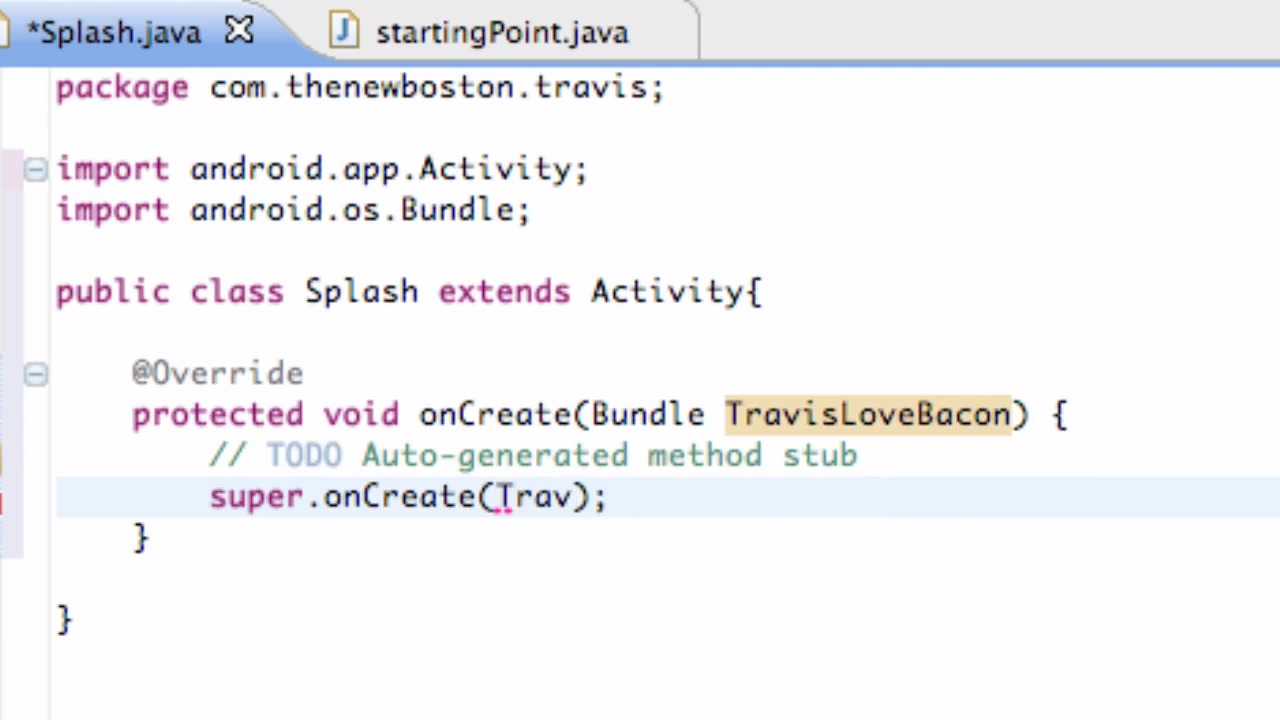 *Splash.java
startingPoint.java
package com.thenewboston.travis;
import android.app.Activity;
import android.os.Bundle;
public class Splash extends Activity{
@Override
protected void onCreate(Bundle TravisLoveBacon) {
// TODO Auto-generated method stub
super.onCreate(Trav);
}
}